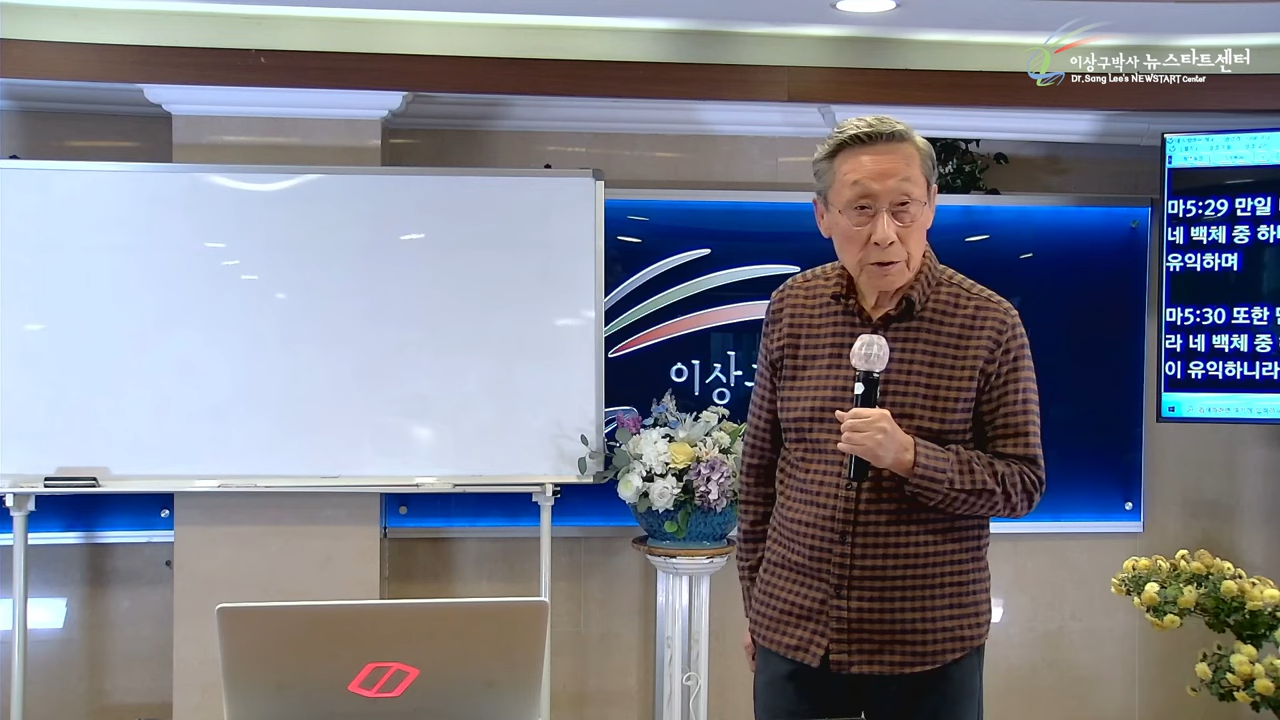 이상구박사 뉴스타트센터
Dr.Sang Lee's NEWSTART Center
이상
마5:29 만일
네 백체 중 하
유익하며
마5:30 또한
라 네 백체 중
이 유익하니라